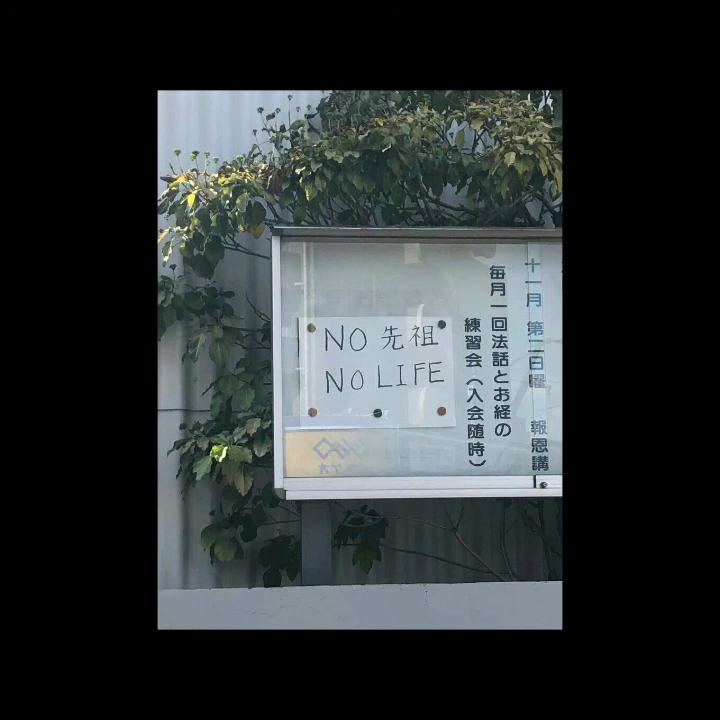 十一月 第二日曜 報恩講
毎月一回法話とお経の
練習会（入会随時）
NO 先祖
NO LIFE